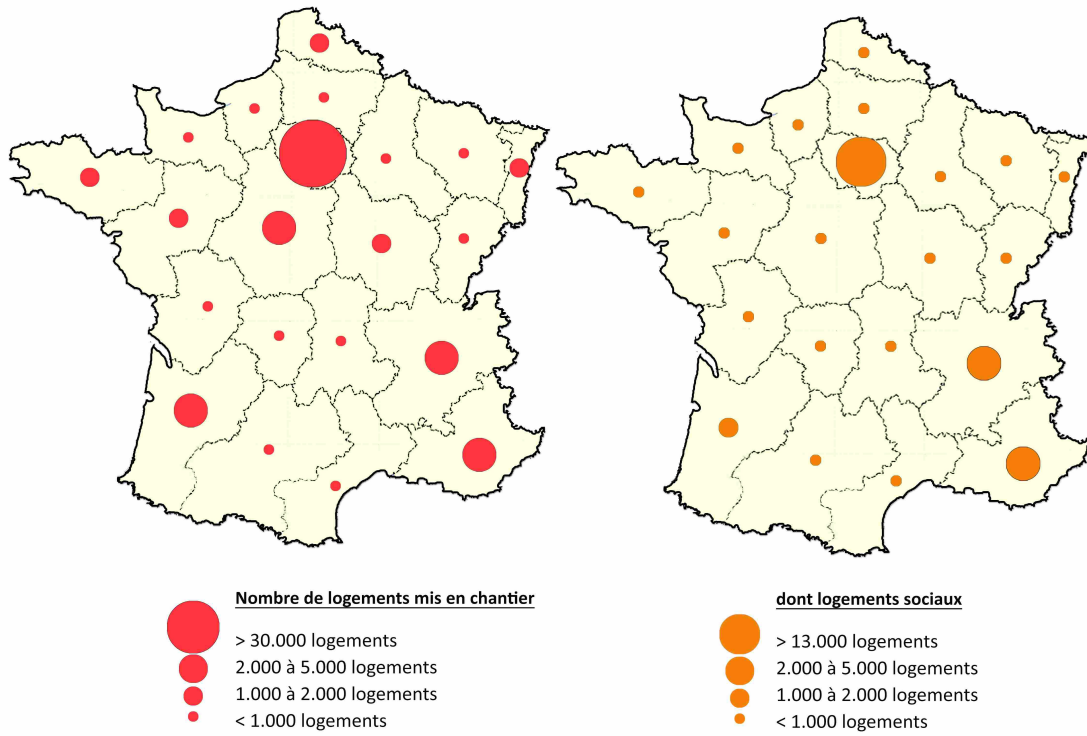 Nombre de logements mis en chantier
> 30.000 logements
2.000 à 5.000 logements
1.000 à 2.000 logements
< 1.000 logements
dont logements sociaux
> 13.000 logements
2.000 à 5.000 logements
1.000 à 2.000 logements
< 1.000 logements